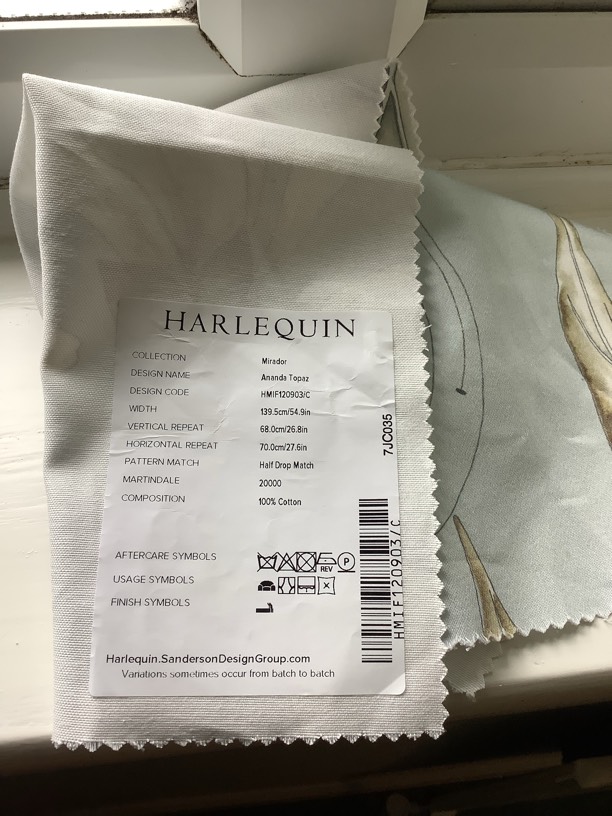 HARLEQUIN
COLLECTION Mirador
DESIGN NAME Ananda Topaz
DESIGN CODE HMIF120903/C
WIDTH 139.5cm/54.9in
VERTICAL REPEAT 68.0cm/26.8in
HORIZONTAL REPEAT 70.0cm/27.6in
PATTERN MATCH Half Drop Match
MARTINDALE 20000
COMPOSITION 100% Cotton
7JC035
HMIF120903/C
AFTERCARE SYMBOLS REV P
USAGE SYMBOLS
FINISH SYMBOLS
Harlequin.SandersonDesignGroup.com
Variations sometimes occur from batch to batch